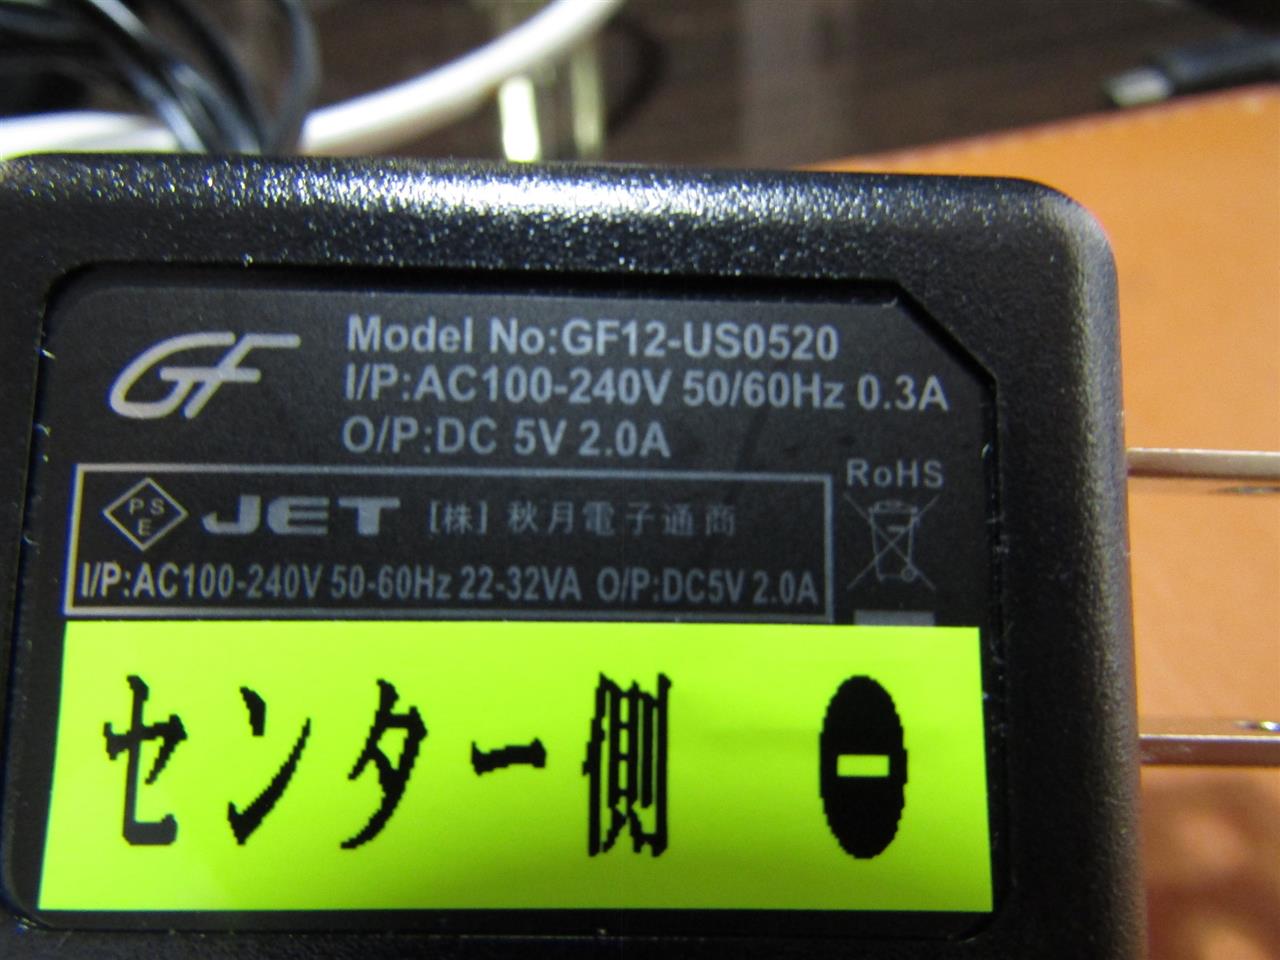 GF
Model No:GF12-US0520
I/P:AC100-240V 50/60Hz 0.3A
O/P:DC 5V 2.0A
RoHS
PSE JET [株] 秋月電子通商
I/P:AC100-240V 50-60Hz 22-32VA O/P:DC5V 2.0A
センター側 ⊖